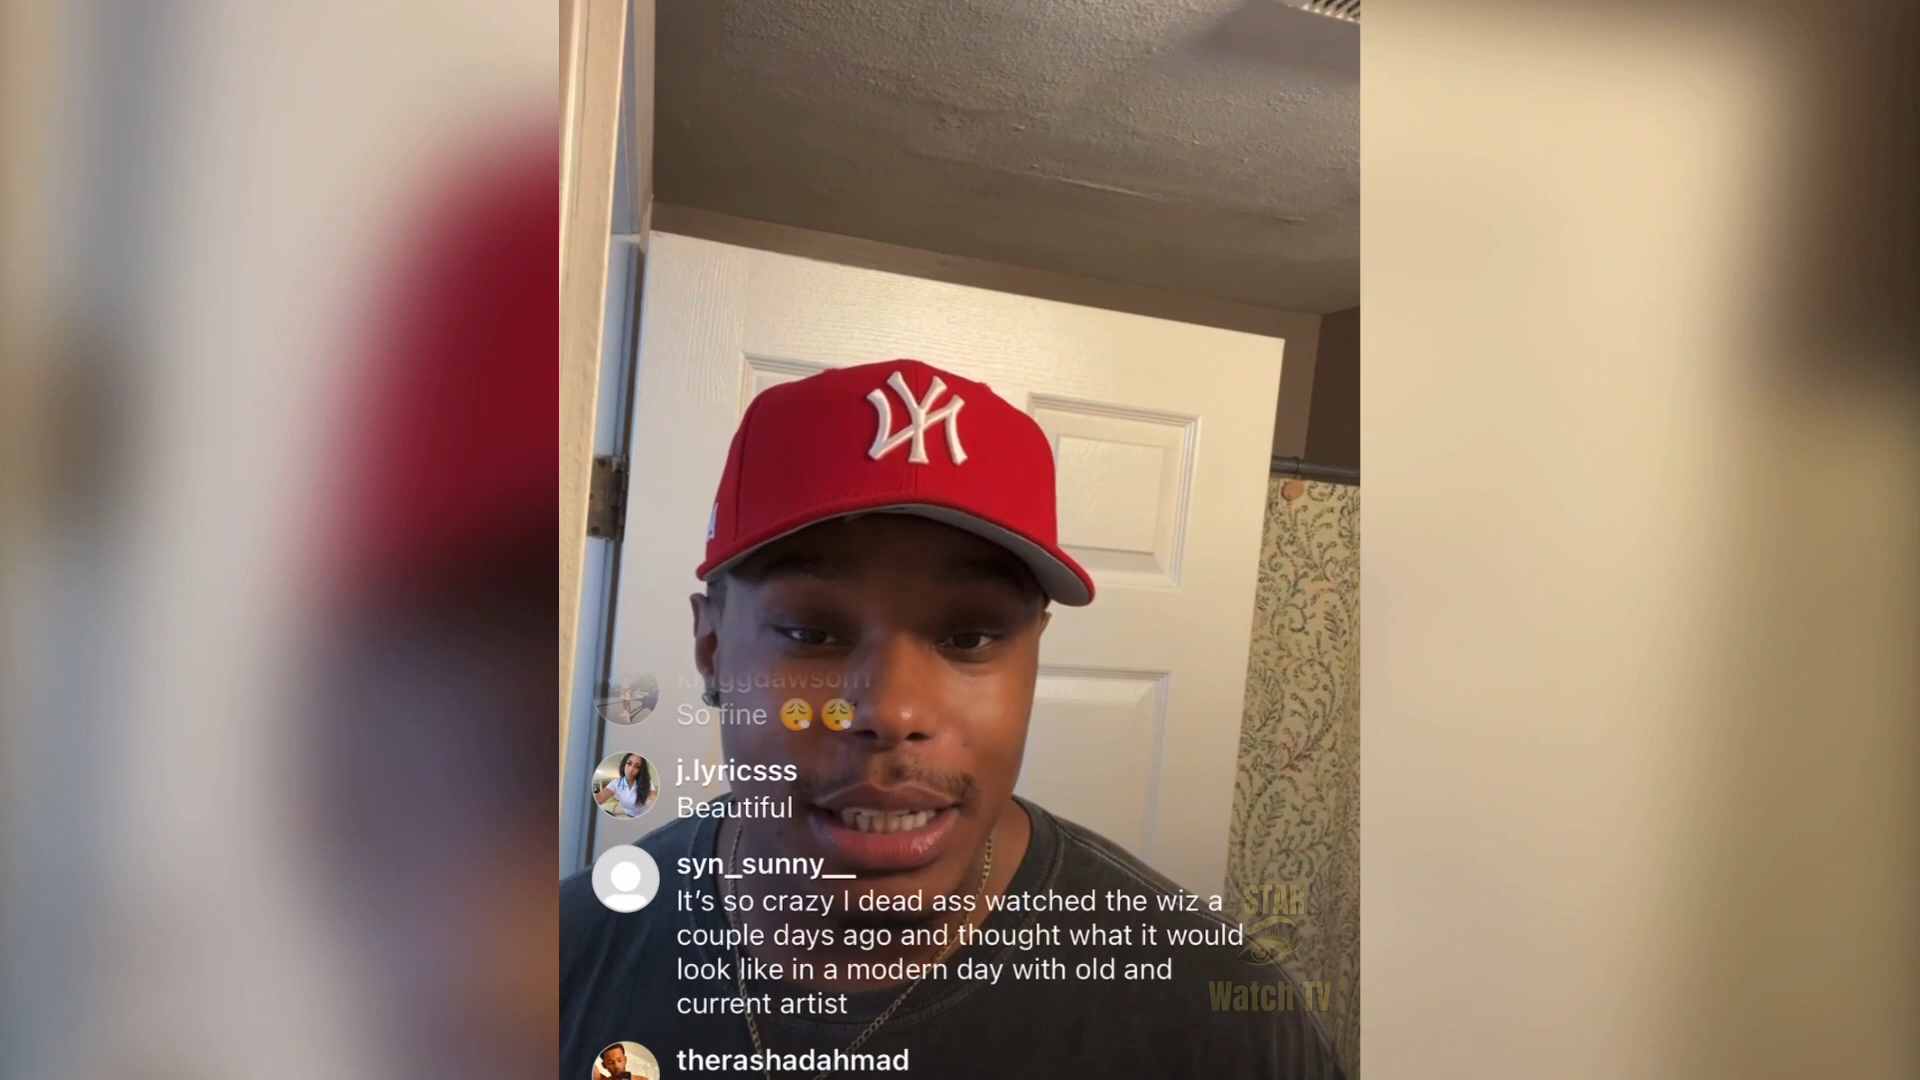 kinggdawson1
So fine 😮‍💨😮‍💨
j.lyricsss
Beautiful
syn_sunny__
It’s so crazy I dead ass watched the wiz a
couple days ago and thought what it would
look like in a modern day with old and
current artist
therashadahmad
STAR
Watch TV